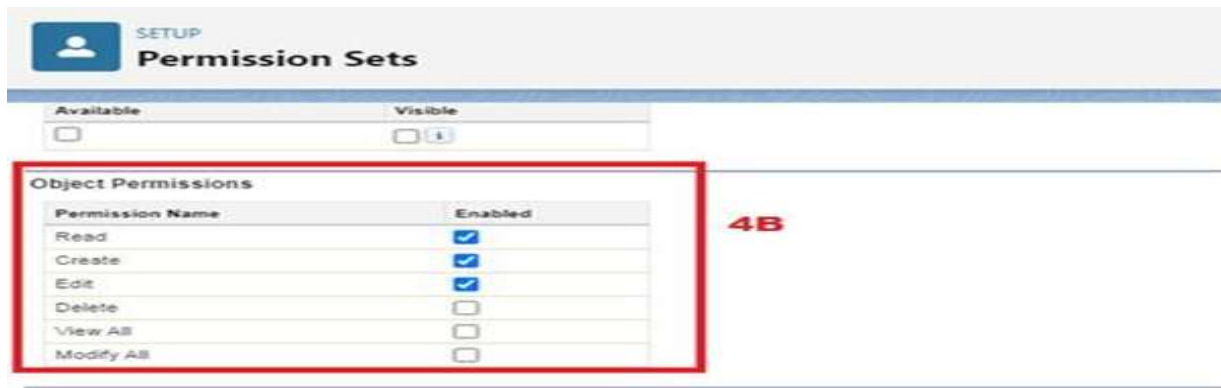 SETUP
Permission Sets
Available Visible
Object Permissions
Permission Name Enabled
4B
Read
Create
Edit
Delete
View All
Modify All